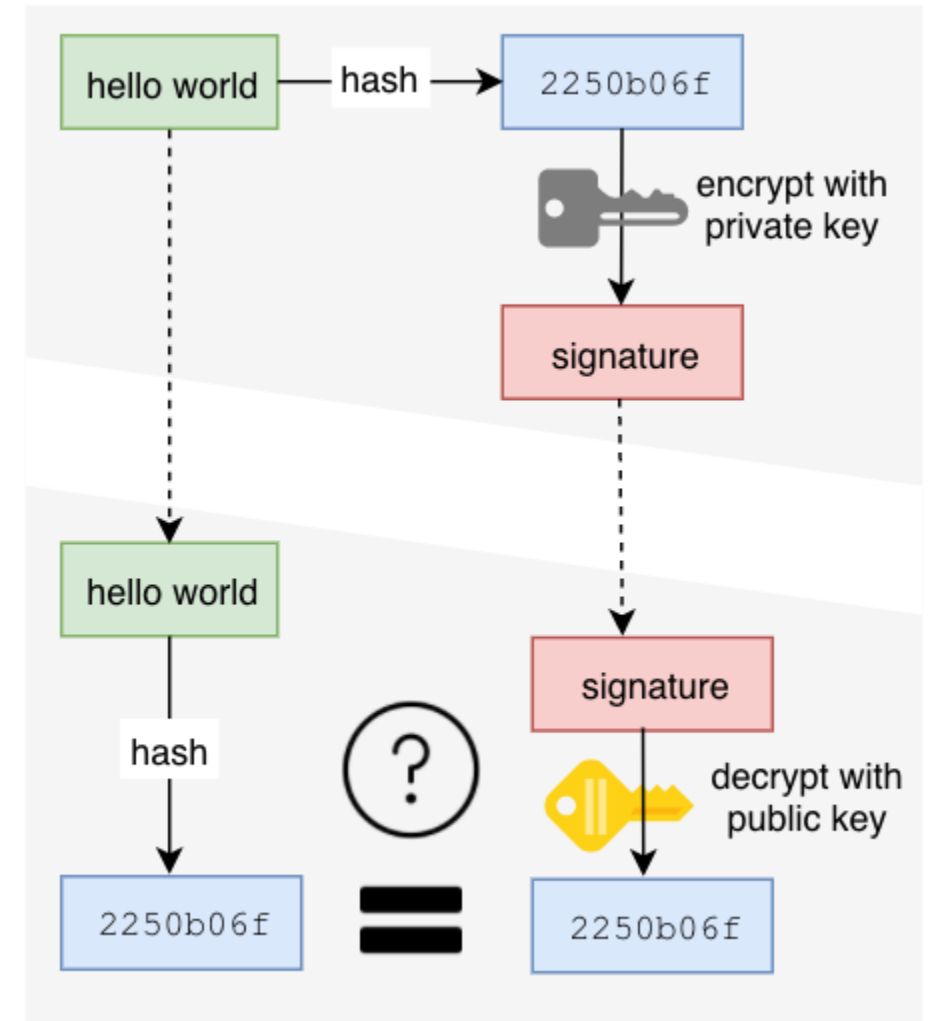 hello world
hash
2250b06f
encrypt with
private key
signature
hello world
signature
hash
?
decrypt with
public key
2250b06f
=
2250b06f